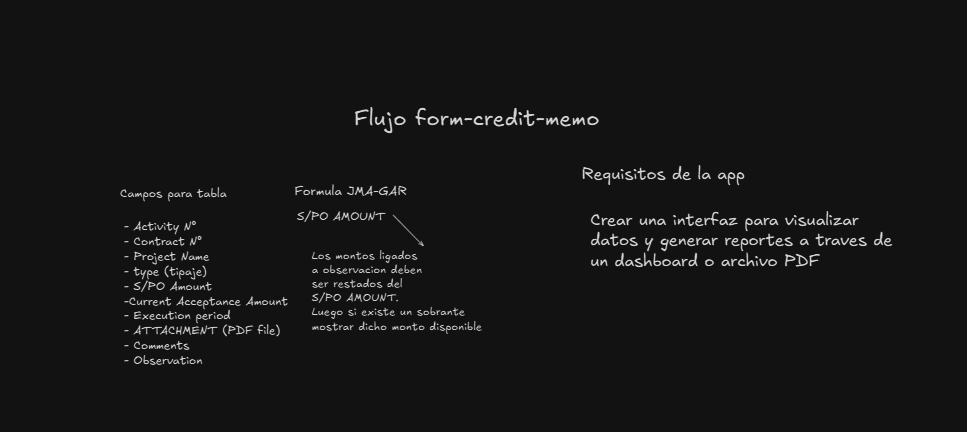 Flujo form-credit-memo
Campos para tabla
- Activity N°
- Contract N°
- Project Name
- type (tipaje)
- S/PO Amount
-Current Acceptance Amount
- Execution period
- ATTACHMENT (PDF file)
- Comments
- Observation
Formula JMA-GAR
S/PO AMOUNT
Los montos ligados
a observacion deben
ser restados del
S/PO AMOUNT.
Luego si existe un sobrante
mostrar dicho monto disponible
Requisitos de la app
Crear una interfaz para visualizar
datos y generar reportes a traves de
un dashboard o archivo PDF